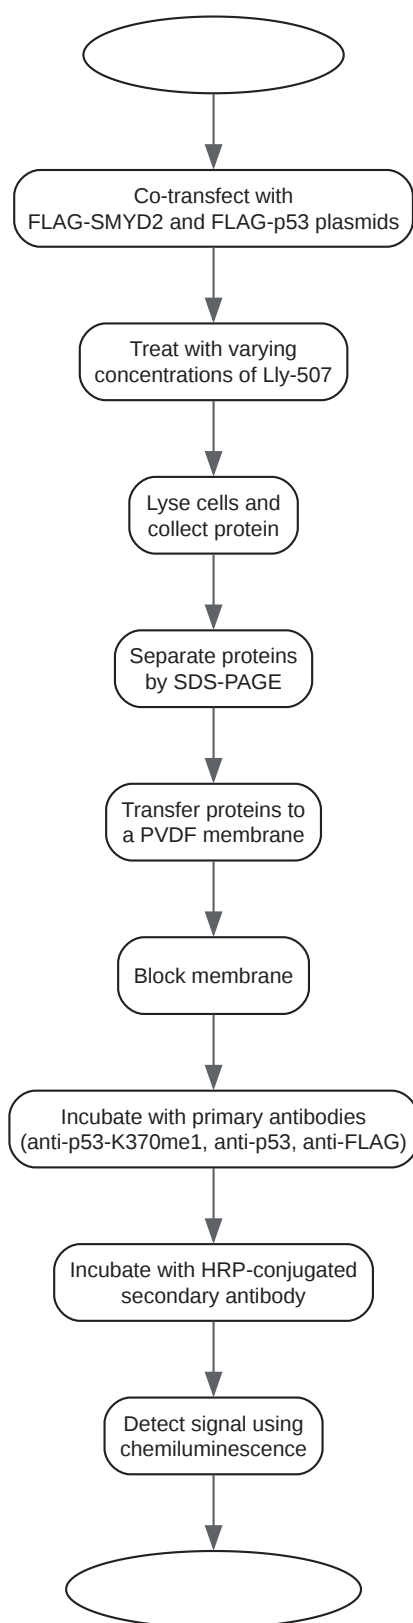 Co-transfect with
FLAG-SMYD2 and FLAG-p53 plasmids
Treat with varying
concentrations of Lly-507
Lyse cells and
collect protein
Separate proteins
by SDS-PAGE
Transfer proteins to
a PVDF membrane
Block membrane
Incubate with primary antibodies
(anti-p53-K370me1, anti-p53, anti-FLAG)
Incubate with HRP-conjugated
secondary antibody
Detect signal using
chemiluminescence